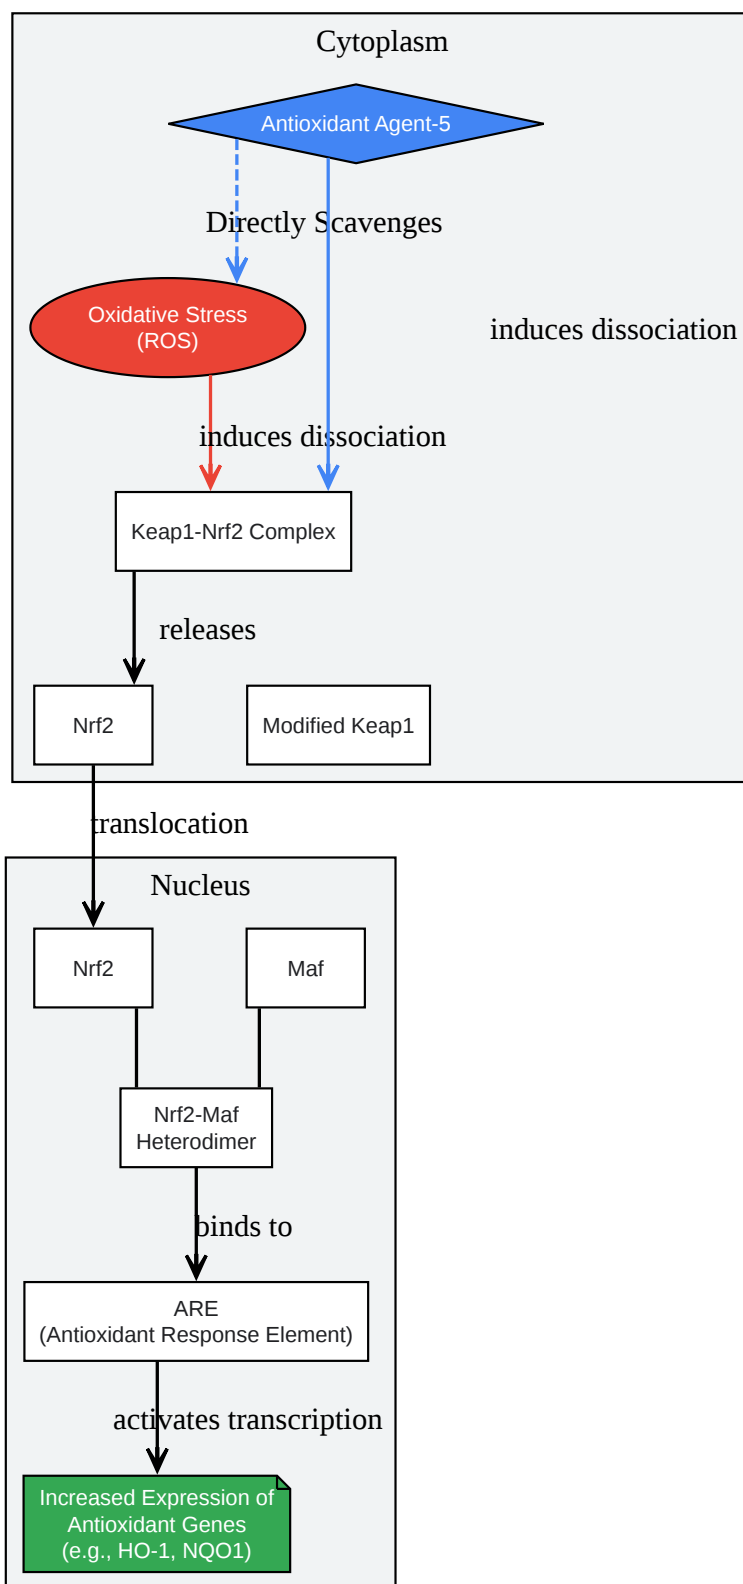 Cytoplasm
Antioxidant Agent-5
Directly Scavenges
Oxidative Stress
(ROS)
induces dissociation
induces dissociation
Keap1-Nrf2 Complex
releases
Nrf2
Modified Keap1
translocation
Nucleus
Nrf2
Maf
Nrf2-Maf
Heterodimer
binds to
ARE
(Antioxidant Response Element)
activates transcription
Increased Expression of
Antioxidant Genes
(e.g., HO-1, NQO1)